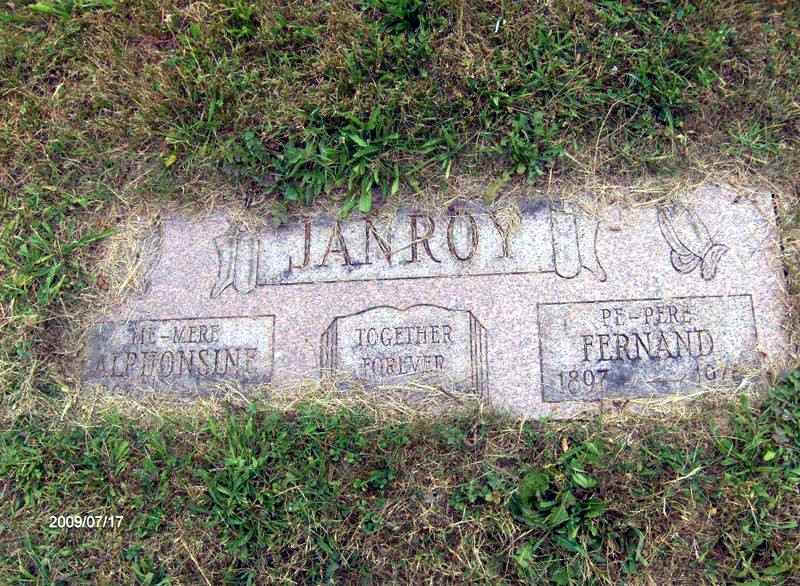 JANROY
ME-MERE
ALPHONSINE
TOGETHER
FOREVER
PE-PERE
FERNAND
1897
2009/07/17